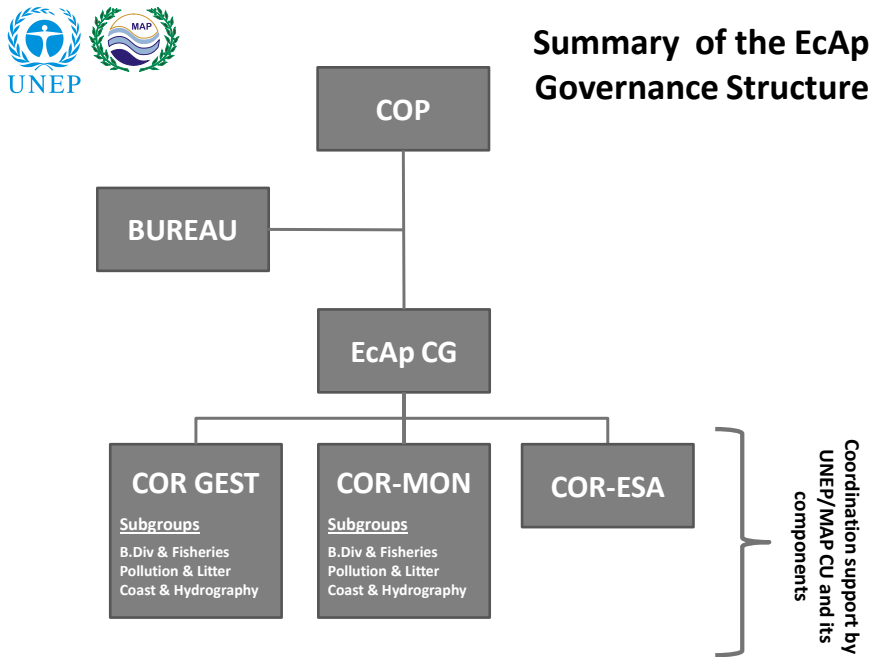 UNEP
MAP
Summary of the EcAp
Governance Structure
COP
BUREAU
EcAp CG
COR GEST
Subgroups
B.Div & Fisheries
Pollution & Litter
Coast & Hydrography
COR-MON
Subgroups
B.Div & Fisheries
Pollution & Litter
Coast & Hydrography
COR-ESA
Coordination support by
UNEP/MAP CU and its
components